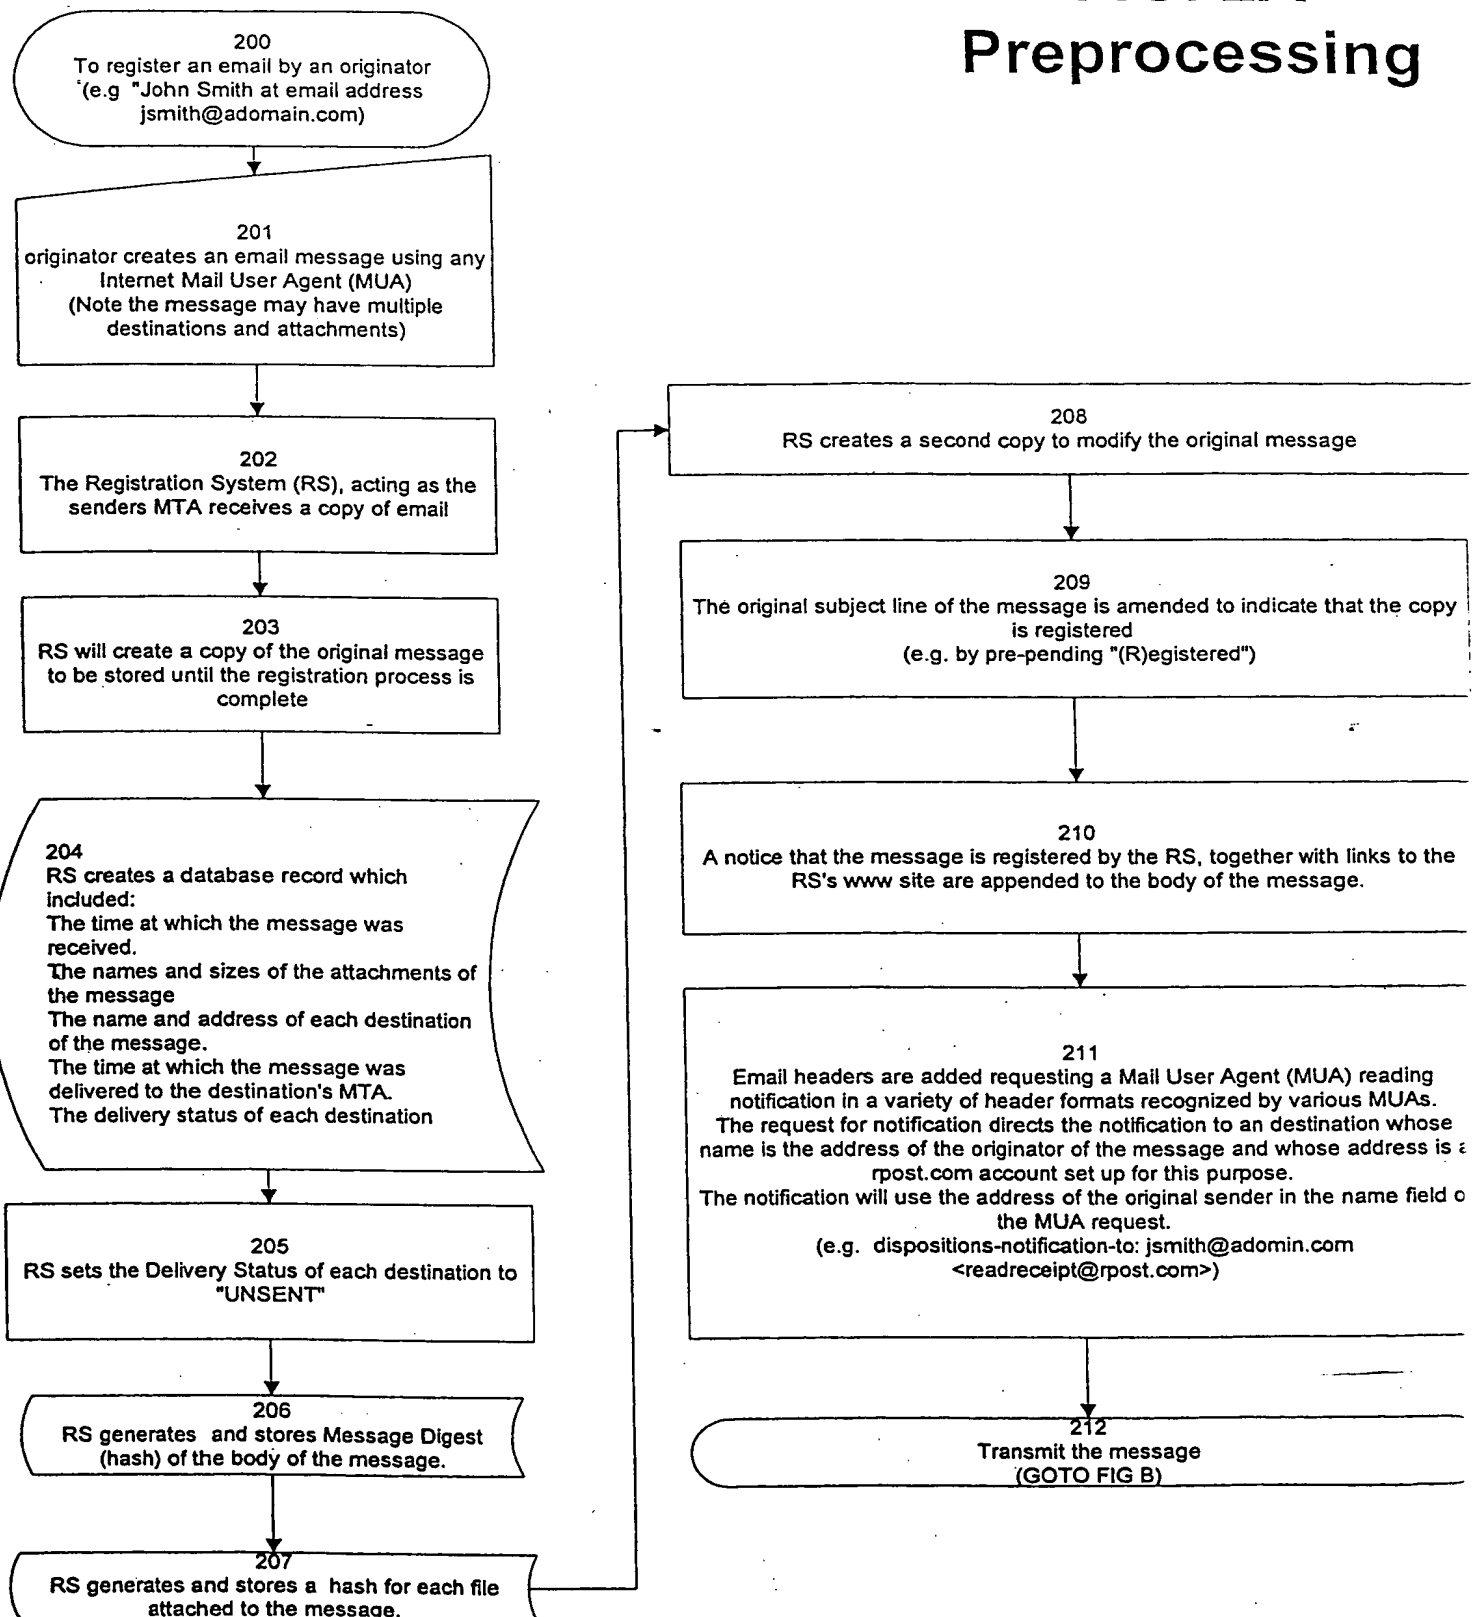 Preprocessing
200
To register an email by an originator
(e.g "John Smith at email address
jsmith@adomain.com)
201
originator creates an email message using any
Internet Mail User Agent (MUA)
(Note the message may have multiple
destinations and attachments)
202
The Registration System (RS), acting as the
senders MTA receives a copy of email
203
RS will create a copy of the original message
to be stored until the registration process is
complete
204
RS creates a database record which
included:
The time at which the message was
received.
The names and sizes of the attachments of
the message
The name and address of each destination
of the message.
The time at which the message was
delivered to the destination's MTA.
The delivery status of each destination
205
RS sets the Delivery Status of each destination to
"UNSENT"
206
RS generates and stores Message Digest
(hash) of the body of the message.
207
RS generates and stores a hash for each file
attached to the message.
208
RS creates a second copy to modify the original message
209
The original subject line of the message is amended to indicate that the copy
is registered
(e.g. by pre-pending "(R)egistered")
210
A notice that the message is registered by the RS, together with links to the
RS's www site are appended to the body of the message.
211
Email headers are added requesting a Mail User Agent (MUA) reading
notification in a variety of header formats recognized by various MUAs.
The request for notification directs the notification to an destination whose
name is the address of the originator of the message and whose address is
rpost.com account set up for this purpose.
The notification will use the address of the original sender in the name field
the MUA request.
(e.g. dispositions-notification-to: jsmith@adomin.com
<readreceipt@rpost.com>)
212
Transmit the message
(GOTO FIG B)